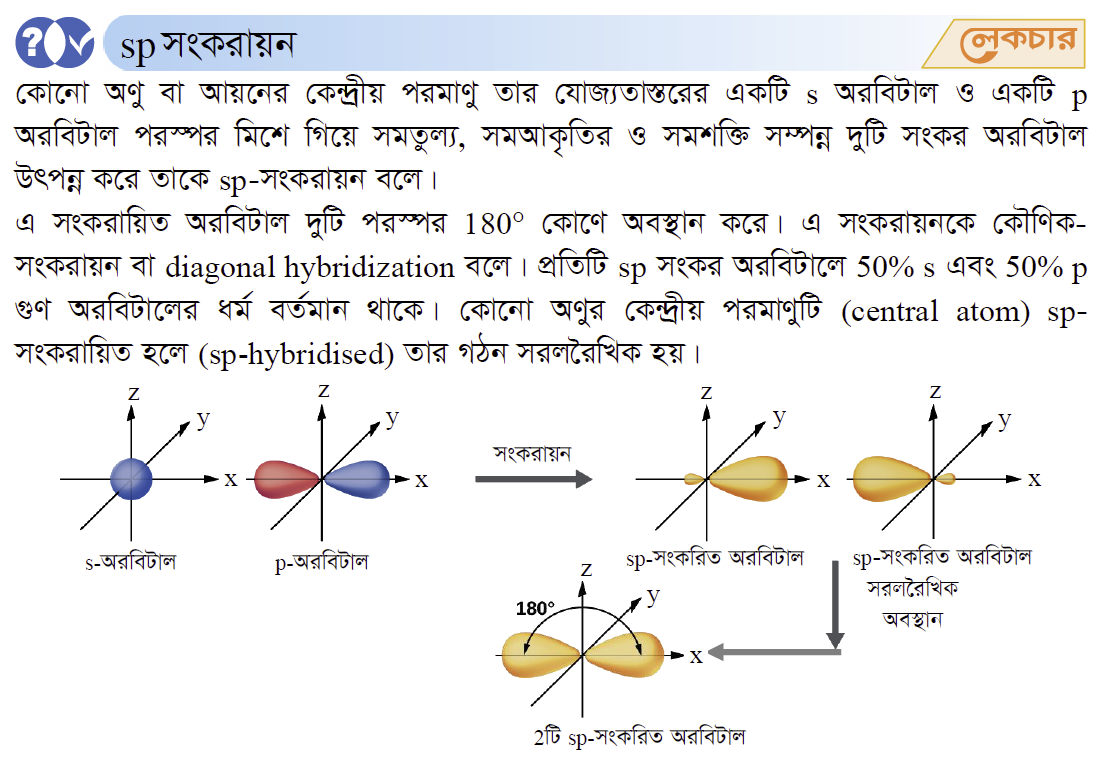 ?
sp সংকরায়ন
লেকচার
কোনো অণু বা আয়নের কেন্দ্রীয় পরমাণু তার যোজ্যতাস্তরের একটি s অরবিটাল ও একটি p
অরবিটাল পরস্পর মিশে গিয়ে সমতুল্য, সমআকৃতির ও সমশক্তি সম্পন্ন দুটি সংকর অরবিটাল
উৎপন্ন করে তাকে sp-সংকরায়ন বলে।
এ সংকরায়িত অরবিটাল দুটি পরস্পর 180° কোণে অবস্থান করে। এ সংকরায়নকে কৌণিক-
সংকরায়ন বা diagonal hybridization বলে। প্রতিটি sp সংকর অরবিটালে 50% s এবং 50% p
গুণ অরবিটালের ধর্ম বর্তমান থাকে। কোনো অণুর কেন্দ্রীয় পরমাণুটি (central atom) sp-
সংকরায়িত হলে (sp-hybridised) তার গঠন সরলরৈখিক হয়।
z
y
x
s-অরবিটাল
z
y
x
p-অরবিটাল
সংকরায়ন
z
y
x
sp-সংকরিত অরবিটাল
z
y
x
sp-সংকরিত অরবিটাল
সরলরৈখিক
অবস্থান
z
y
180°
x
2টি sp-সংকরিত অরবিটাল